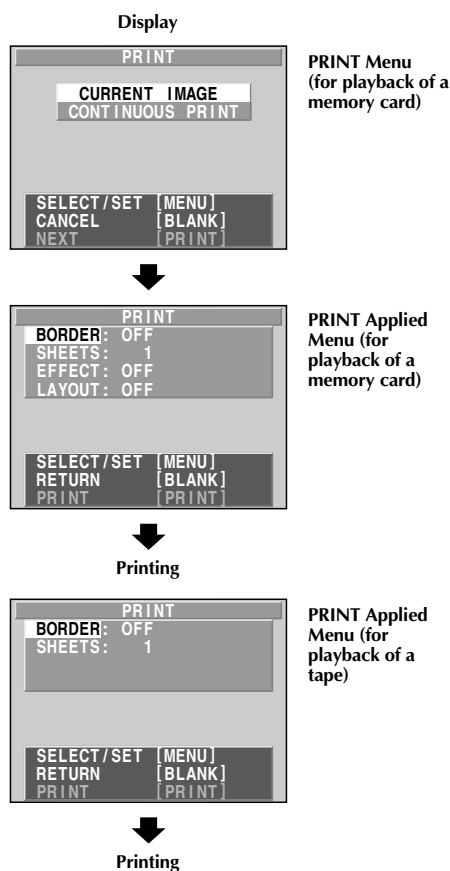 Display
PRINT
CURRENT IMAGE
CONTINUOUS PRINT
SELECT/SET [MENU]
CANCEL [BLANK]
NEXT [PRINT]
PRINT Menu
(for playback of a
memory card)
PRINT
BORDER: OFF
SHEETS: 1
EFFECT: OFF
LAYOUT: OFF
SELECT/SET [MENU]
RETURN [BLANK]
PRINT [PRINT]
PRINT Applied
Menu (for
playback of a
memory card)
Printing
PRINT
BORDER: OFF
SHEETS: 1
SELECT/SET [MENU]
RETURN [BLANK]
PRINT [PRINT]
PRINT Applied
Menu (for
playback of a
tape)
Printing